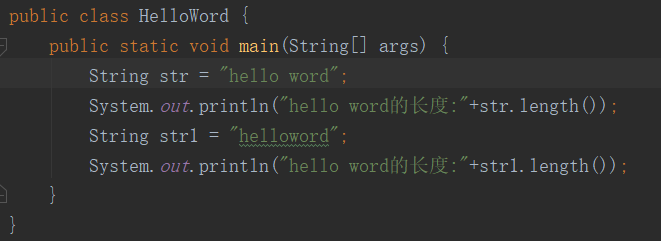 public class HelloWord {
public static void main(String[] args) {
String str = "hello word";
System.out.println("hello word的长度:"+str.length());
String str1 = "helloword";
System.out.println("hello word的长度:"+str1.length());
}
}